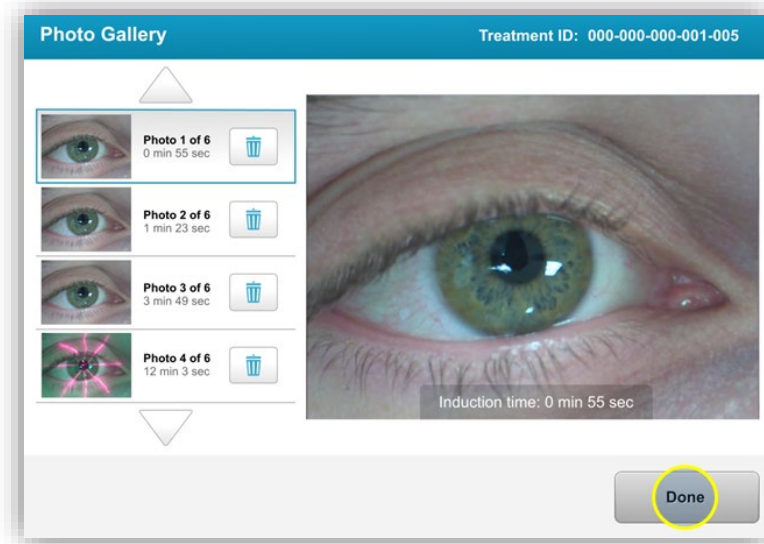 Photo Gallery
Treatment ID: 000-000-000-001-005
Photo 1 of 6
0 min 55 sec
Photo 2 of 6
1 min 23 sec
Photo 3 of 6
3 min 49 sec
Photo 4 of 6
12 min 3 sec
Induction time: 0 min 55 sec
Done